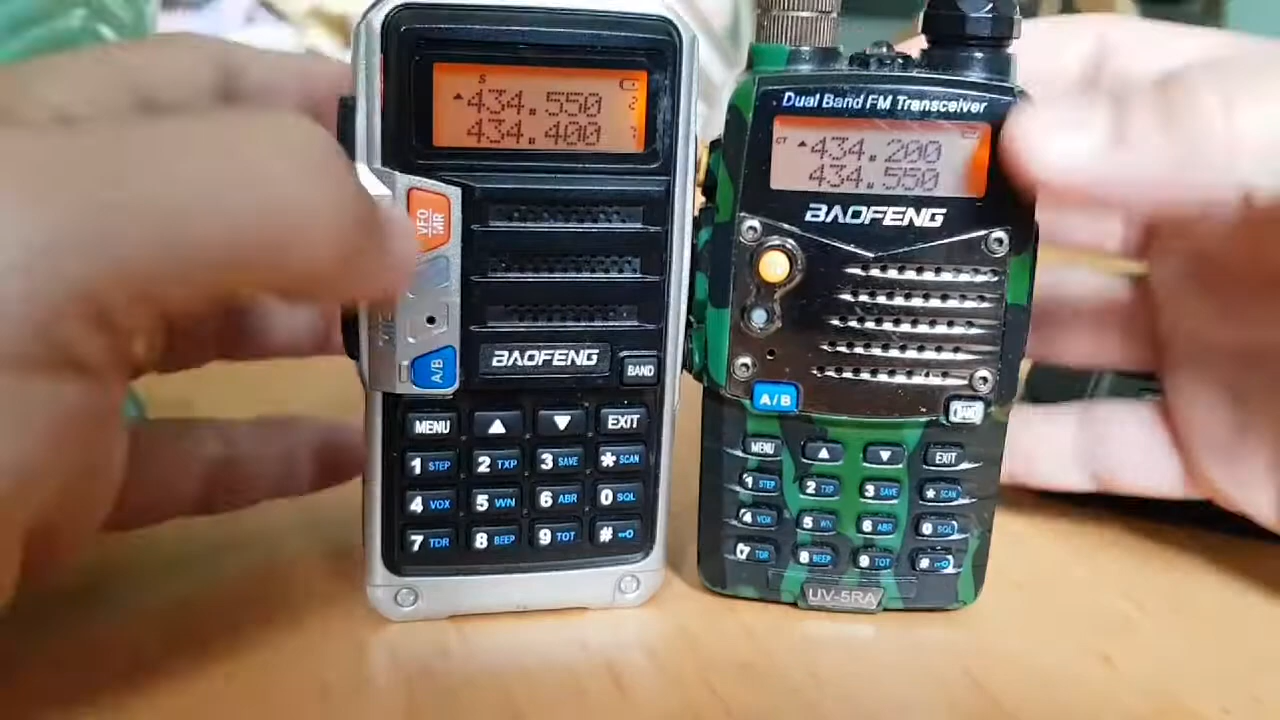 S
434.550 2
434.400
VFO
MR
A/B
BAOFENG
BAND
MENU EXIT
1 STEP 2 TXP 3 SAVE * SCAN
4 VOX 5 WN 6 ABR 0 SQL
7 TDR 8 BEEP 9 TOT #
Dual Band FM Transceiver
CT 434.200
434.550
BAOFENG
A/B
BAND
MENU EXIT
1 STEP 2 TXP 3 SAVE * SCAN
4 VOX 5 WN 6 ABR 0 SQL
7 TDR 8 BEEP 9 TOT #
UV-5RA